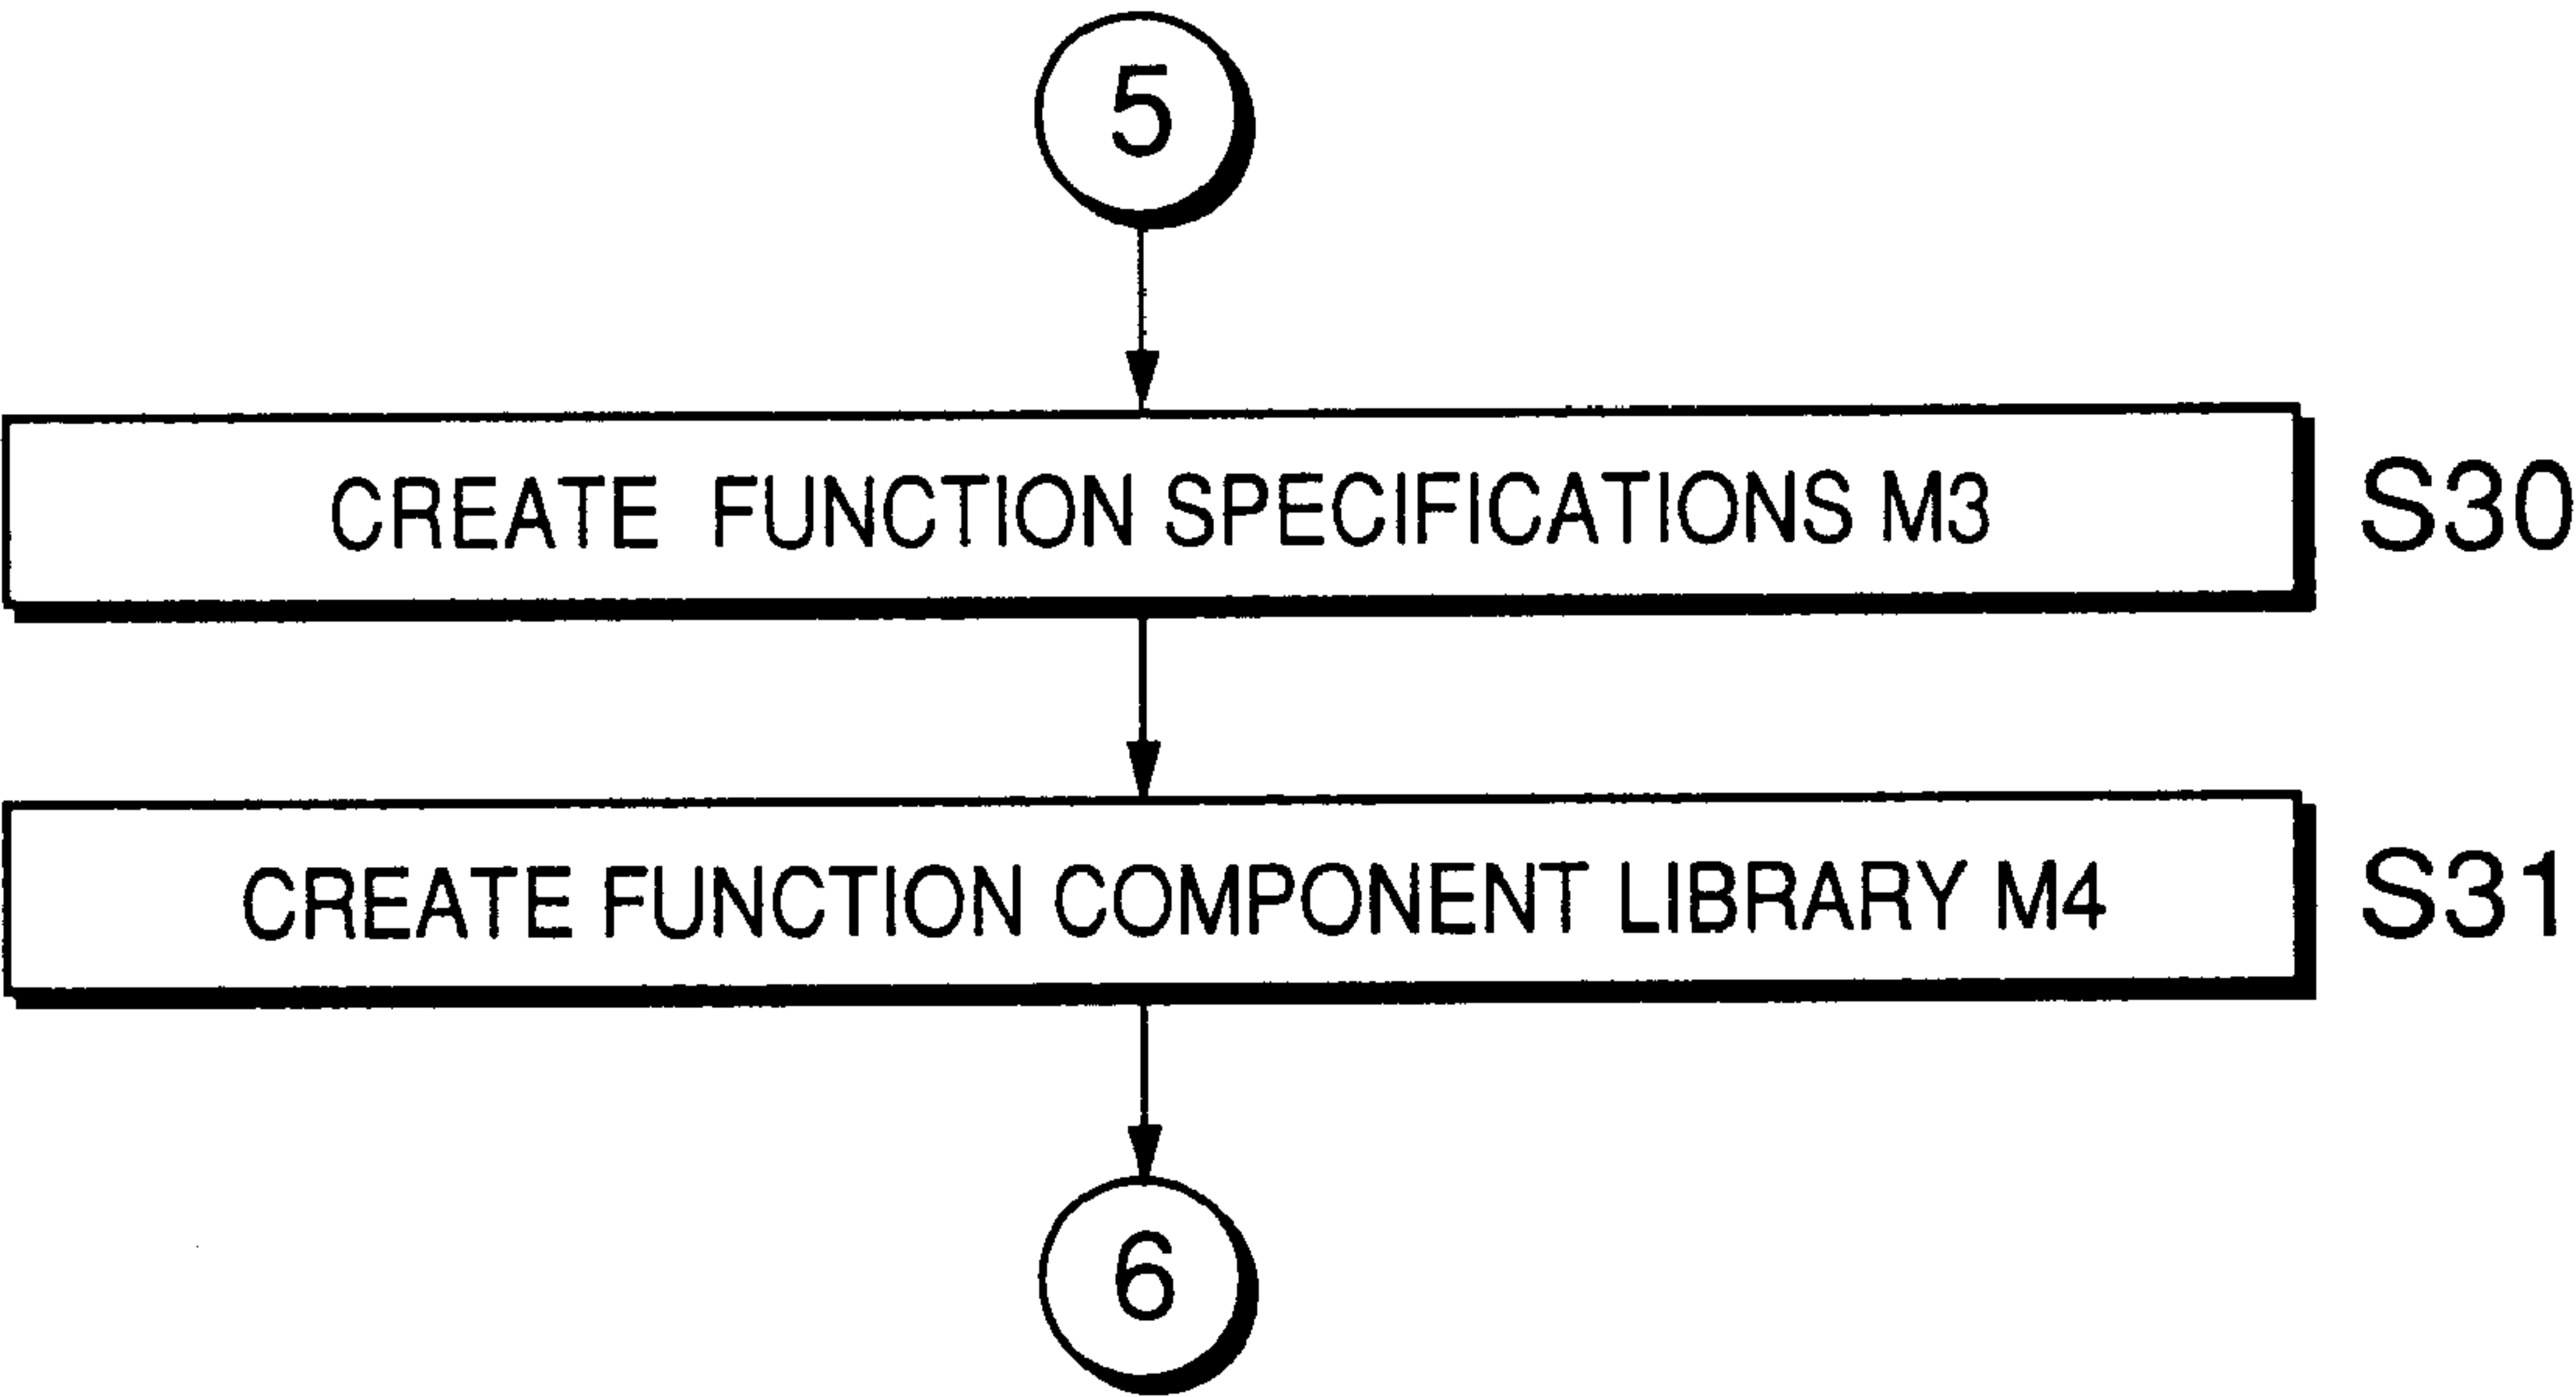 5
CREATE FUNCTION SPECIFICATIONS M3 S30
CREATE FUNCTION COMPONENT LIBRARY M4 S31
6